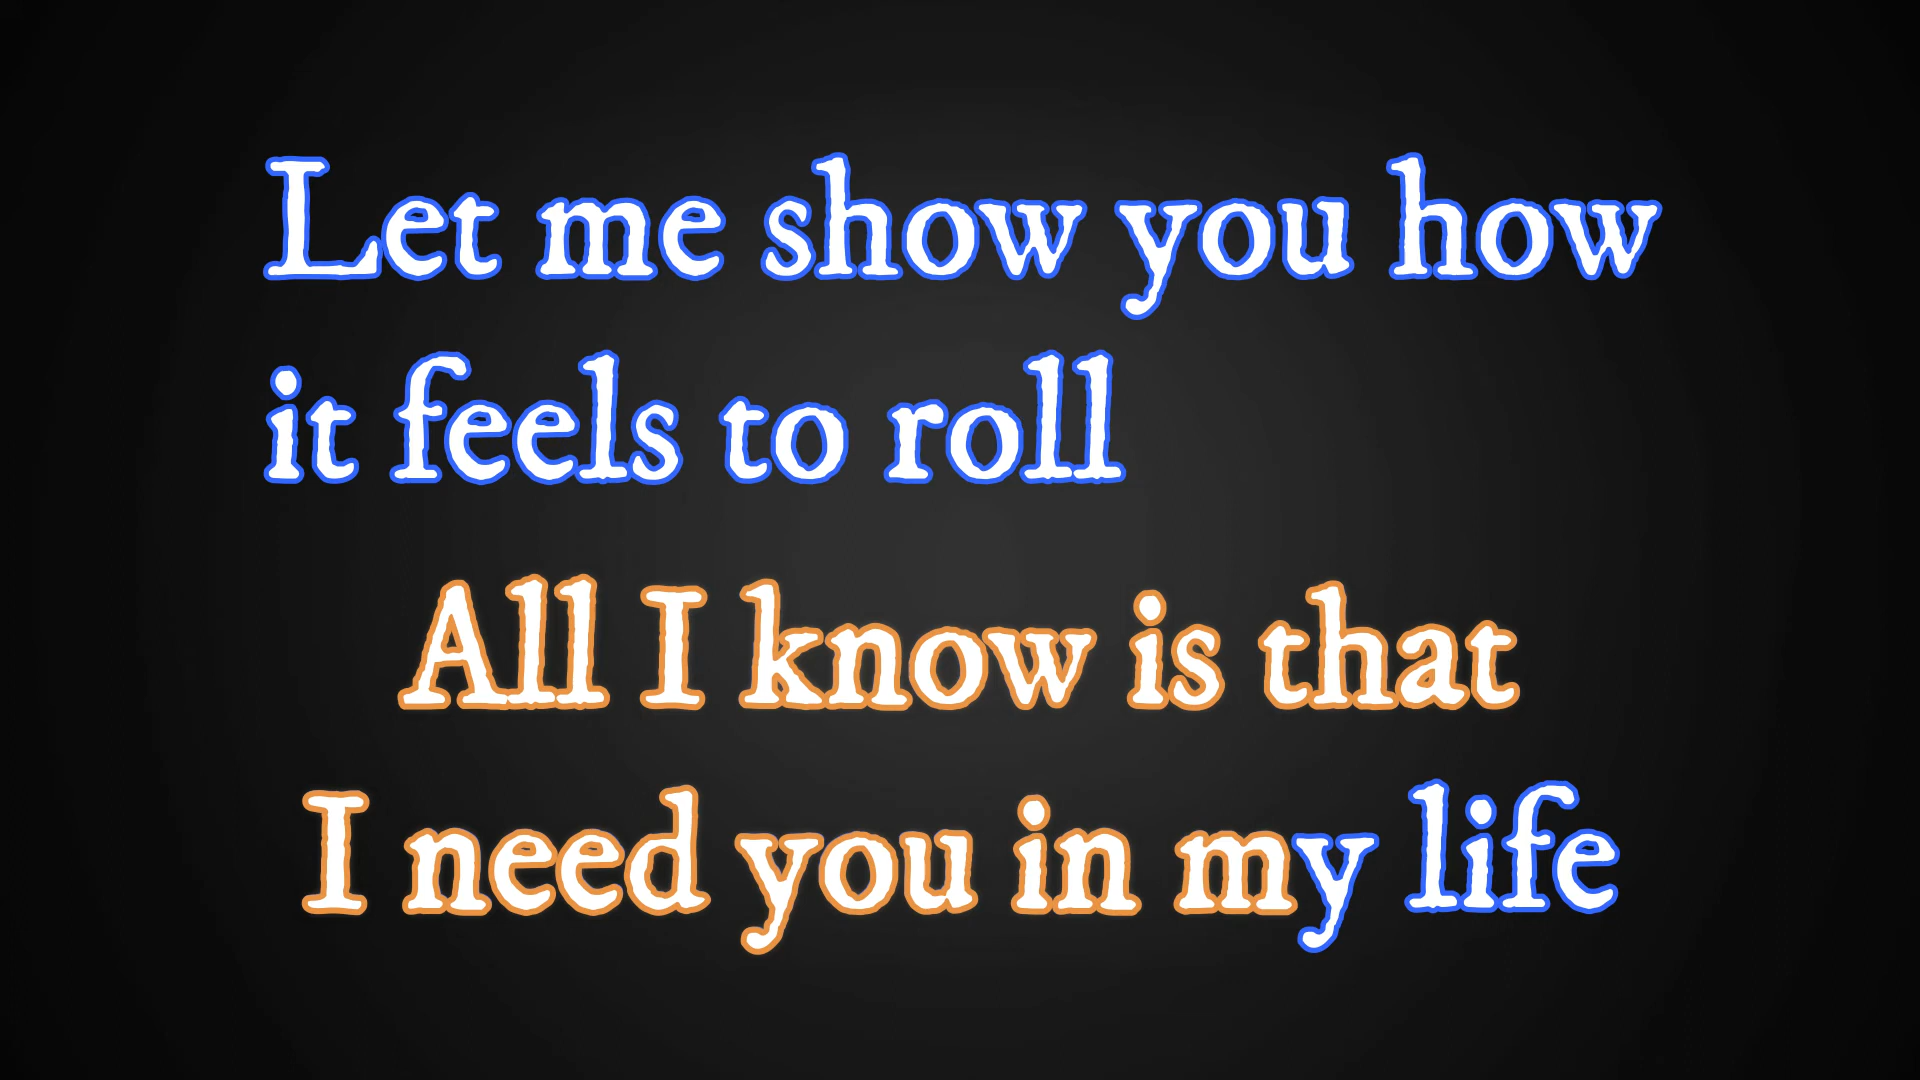 Let me show you how
it feels to roll
All I know is that
I need you in my life